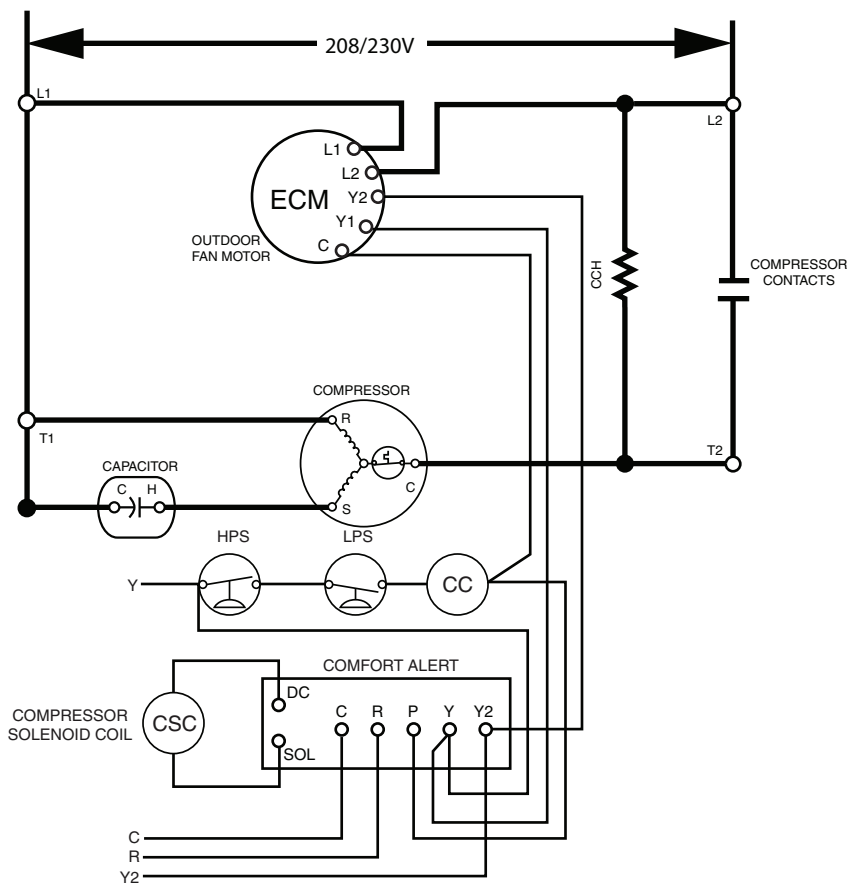 208/230V
L1
L2
L1
L2
ECM
Y2
Y1
C
OUTDOOR
FAN MOTOR
CCH
COMPRESSOR
CONTACTS
COMPRESSOR
R
T1
T2
CAPACITOR
C H
C
S
HPS
LPS
Y
CC
COMFORT ALERT
DC
C R P Y Y2
COMPRESSOR
SOLENOID COIL
CSC
SOL
C
R
Y2